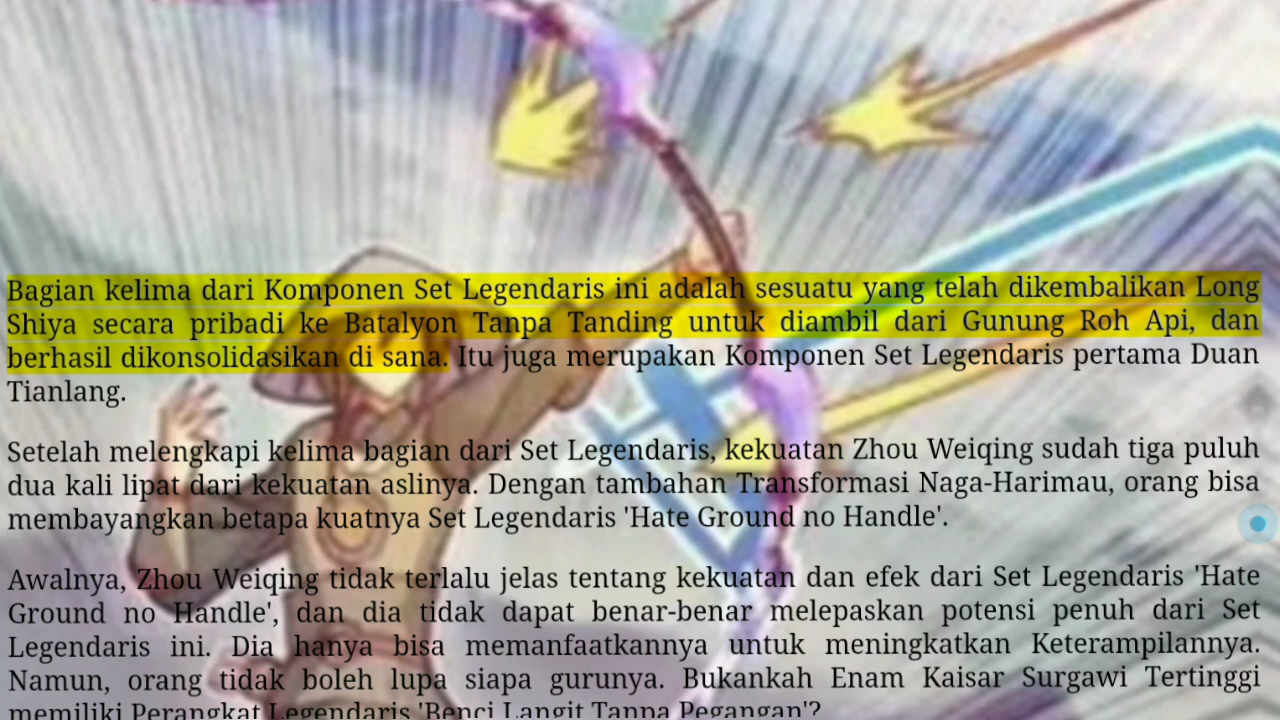 Bagian kelima dari Komponen Set Legendaris ini adalah sesuatu yang telah dikembalikan Long
Shiya secara pribadi ke Batalyon Tanpa Tanding untuk diambil dari Gunung Roh Api, dan
berhasil dikonsolidasikan di sana. Itu juga merupakan Komponen Set Legendaris pertama Duan
Tianlang.
Setelah melengkapi kelima bagian dari Set Legendaris, kekuatan Zhou Weiqing sudah tiga puluh
dua kali lipat dari kekuatan aslinya. Dengan tambahan Transformasi Naga-Harimau, orang bisa
membayangkan betapa kuatnya Set Legendaris 'Hate Ground no Handle'.
Awalnya, Zhou Weiqing tidak terlalu jelas tentang kekuatan dan efek dari Set Legendaris 'Hate
Ground no Handle', dan dia tidak dapat benar-benar melepaskan potensi penuh dari Set
Legendaris ini. Dia hanya bisa memanfaatkannya untuk meningkatkan Keterampilannya.
Namun, orang tidak boleh lupa siapa gurunya. Bukankah Enam Kaisar Surgawi Tertinggi
memiliki Perangkat Legendaris 'Benci Langit Tanpa Pegangan'?